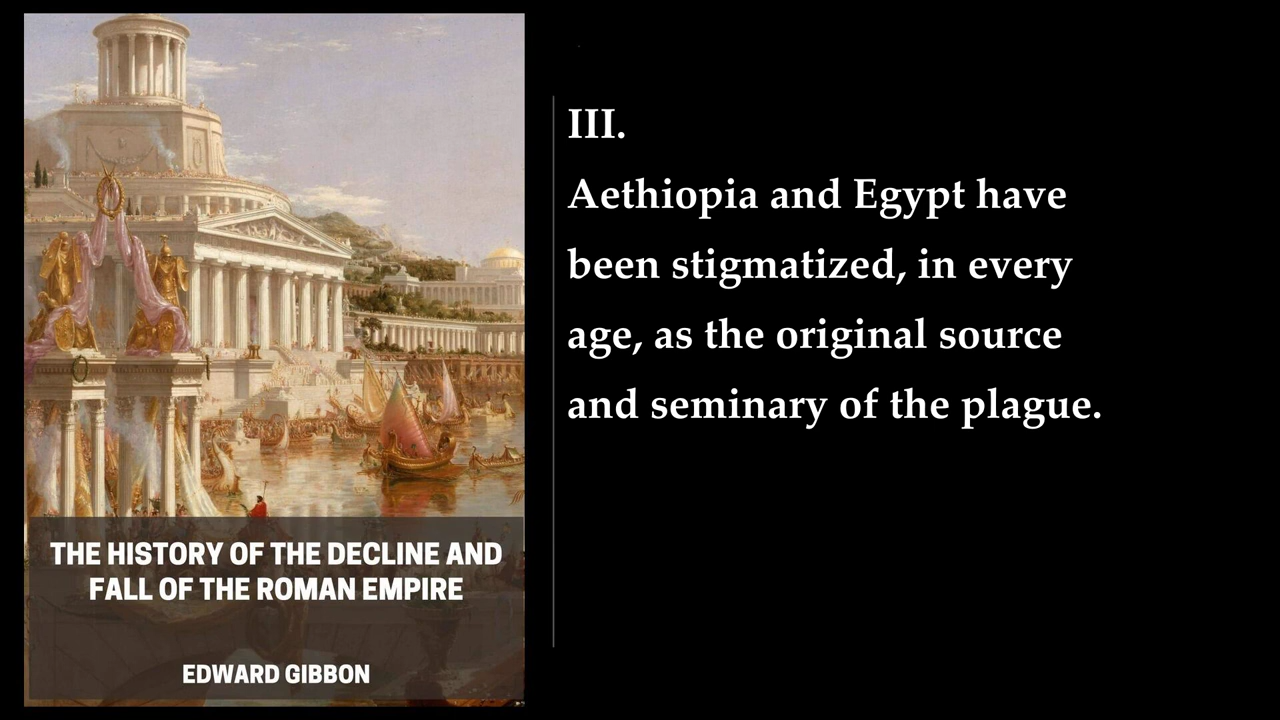 THE HISTORY OF THE DECLINE AND
FALL OF THE ROMAN EMPIRE
EDWARD GIBBON
III.
Aethiopia and Egypt have
been stigmatized, in every
age, as the original source
and seminary of the plague.